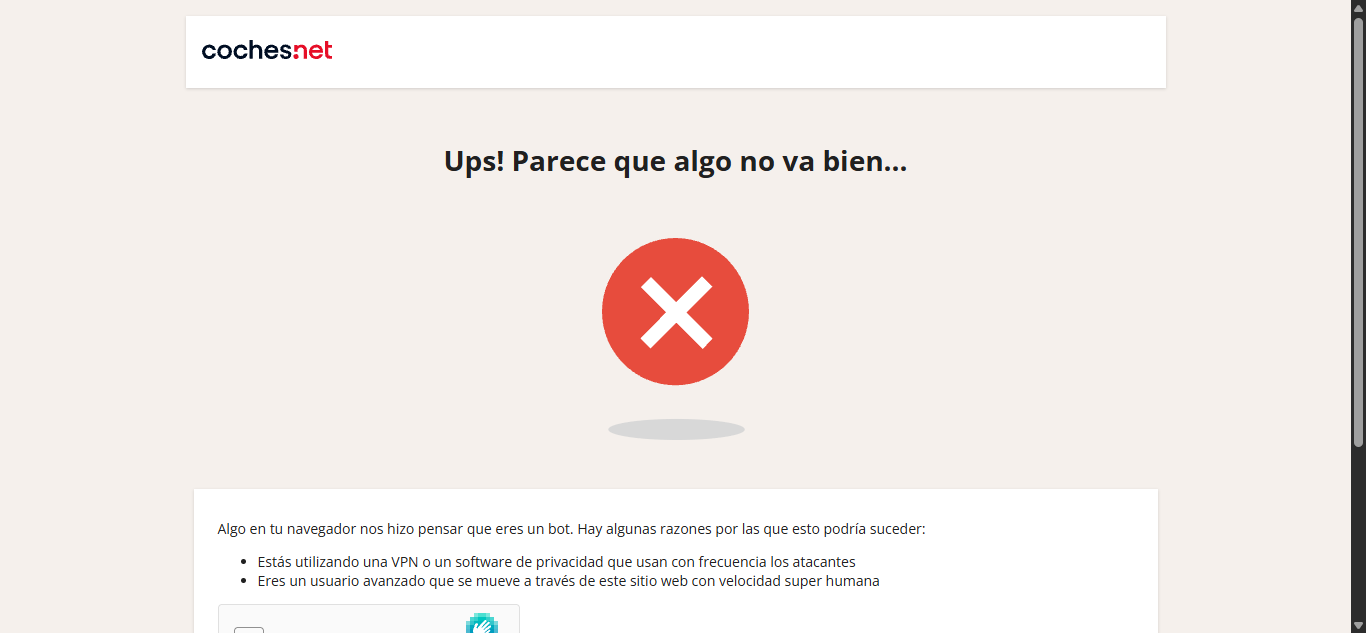 cochesnet
Ups! Parece que algo no va bien...
Algo en tu navegador nos hizo pensar que eres un bot. Hay algunas razones por las que esto podría suceder:
• Estás utilizando una VPN o un software de privacidad que usan con frecuencia los atacantes
• Eres un usuario avanzado que se mueve a través de este sitio web con velocidad super humana